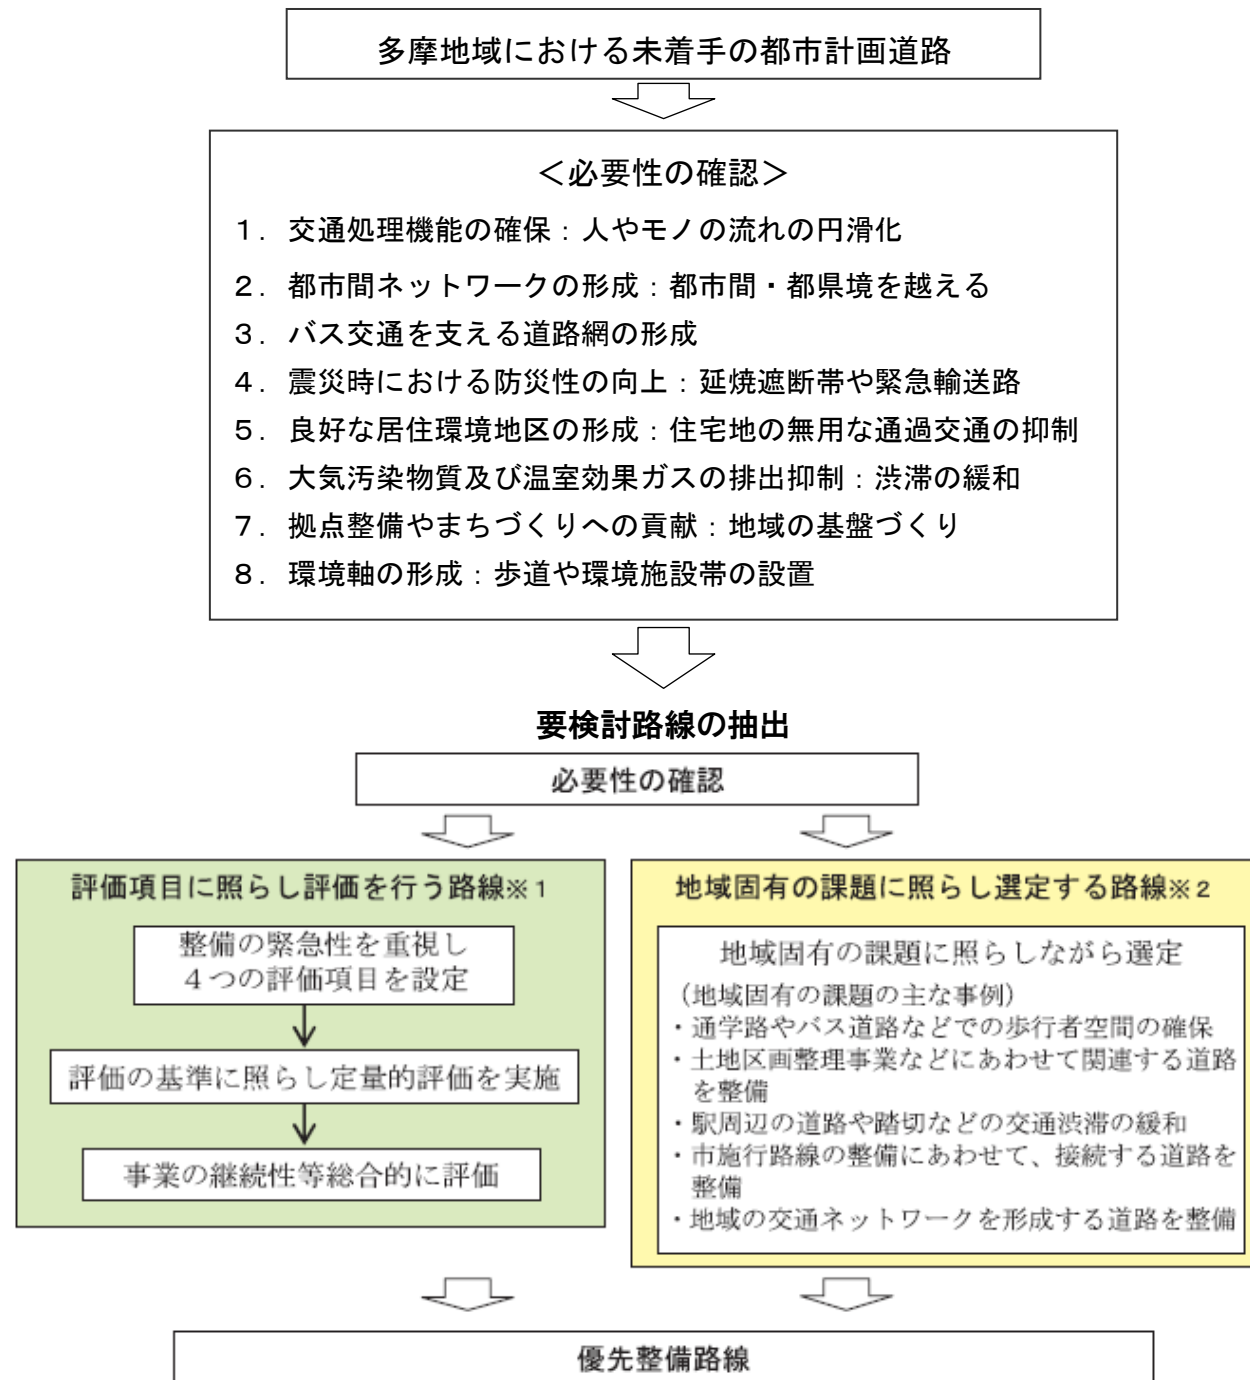 多摩地域における未着手の都市計画道路
＜必要性の確認＞
１．交通処理機能の確保：人やモノの流れの円滑化
２．都市間ネットワークの形成：都市間・都県境を越える
３．バス交通を支える道路網の形成
４．震災時における防災性の向上：延焼遮断帯や緊急輸送路
５．良好な居住環境地区の形成：住宅地の無用な通過交通の抑制
６．大気汚染物質及び温室効果ガスの排出抑制：渋滞の緩和
７．拠点整備やまちづくりへの貢献：地域の基盤づくり
８．環境軸の形成：歩道や環境施設帯の設置
要検討路線の抽出
必要性の確認
評価項目に照らし評価を行う路線※１
整備の緊急性を重視し
４つの評価項目を設定
評価の基準に照らし定量的評価を実施
事業の継続性等総合的に評価
地域固有の課題に照らし選定する路線※２
地域固有の課題に照らしながら選定
（地域固有の課題の主な事例）
・通学路やバス道路などでの歩行者空間の確保
・土地区画整理事業などにあわせて関連する道路
を整備
・駅周辺の道路や踏切などの交通渋滞の緩和
・市施行路線の整備にあわせて、接続する道路を
整備
・地域の交通ネットワークを形成する道路を整備
優先整備路線